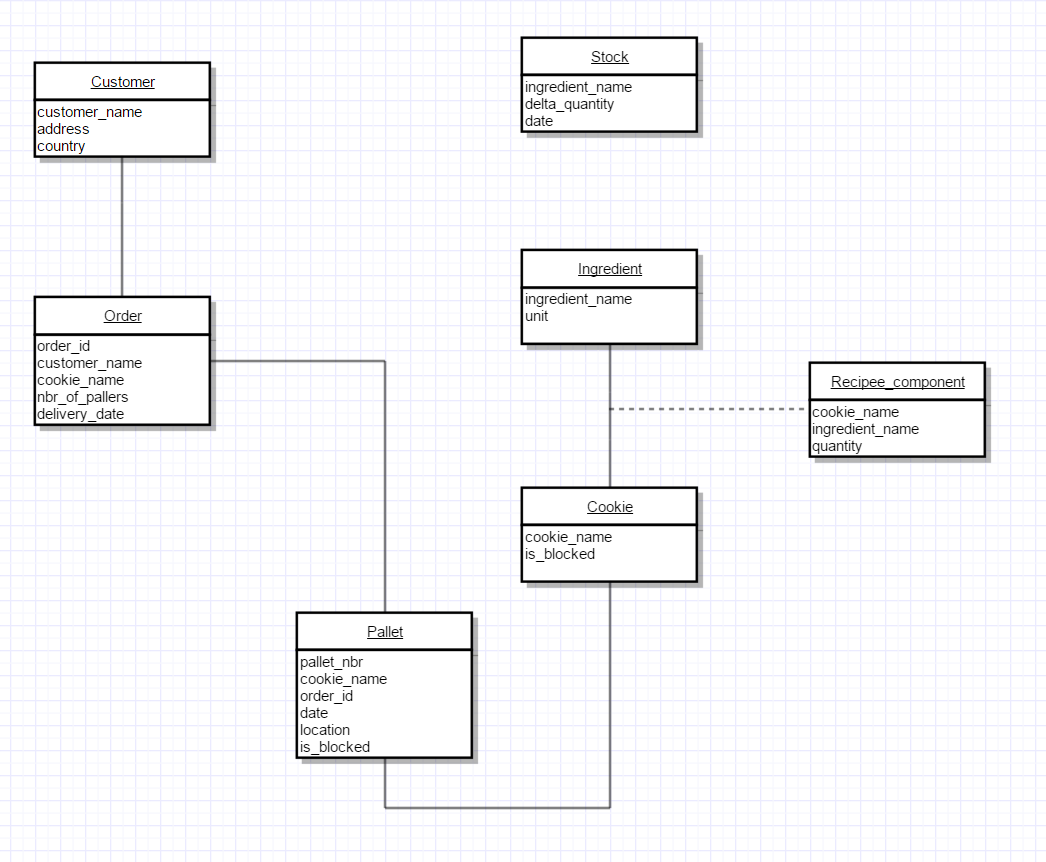 Customer
customer_name
address
country
Stock
ingredient_name
delta_quantity
date
Order
order_id
customer_name
cookie_name
nbr_of_pallers
delivery_date
Ingredient
ingredient_name
unit
Recipee_component
cookie_name
ingredient_name
quantity
Cookie
cookie_name
is_blocked
Pallet
pallet_nbr
cookie_name
order_id
date
location
is_blocked